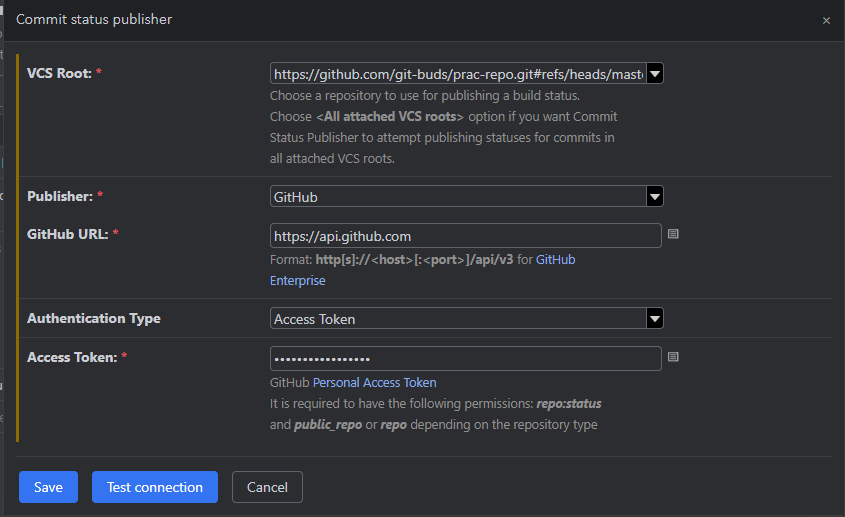 Commit status publisher
VCS Root: *
https://github.com/git-buds/prac-repo.git#refs/heads/mast
Choose a repository to use for publishing a build status.
Choose <All attached VCS roots> option if you want Commit
Status Publisher to attempt publishing statuses for commits in
all attached VCS roots.
Publisher: *
GitHub
GitHub URL: *
https://api.github.com
Format: http[s]://<host>[:<port>]/api/v3 for GitHub
Enterprise
Authentication Type
Access Token
Access Token: *
•••••••••••••••••
GitHub Personal Access Token
It is required to have the following permissions: repo:status
and public_repo or repo depending on the repository type
Save
Test connection
Cancel